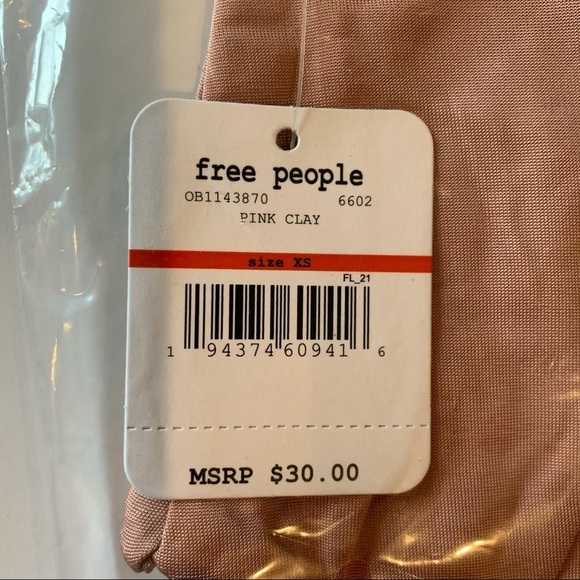 free people
OB1143870 6602
PINK CLAY
size XS
FL_21
1 94374 60941 6
MSRP $30.00